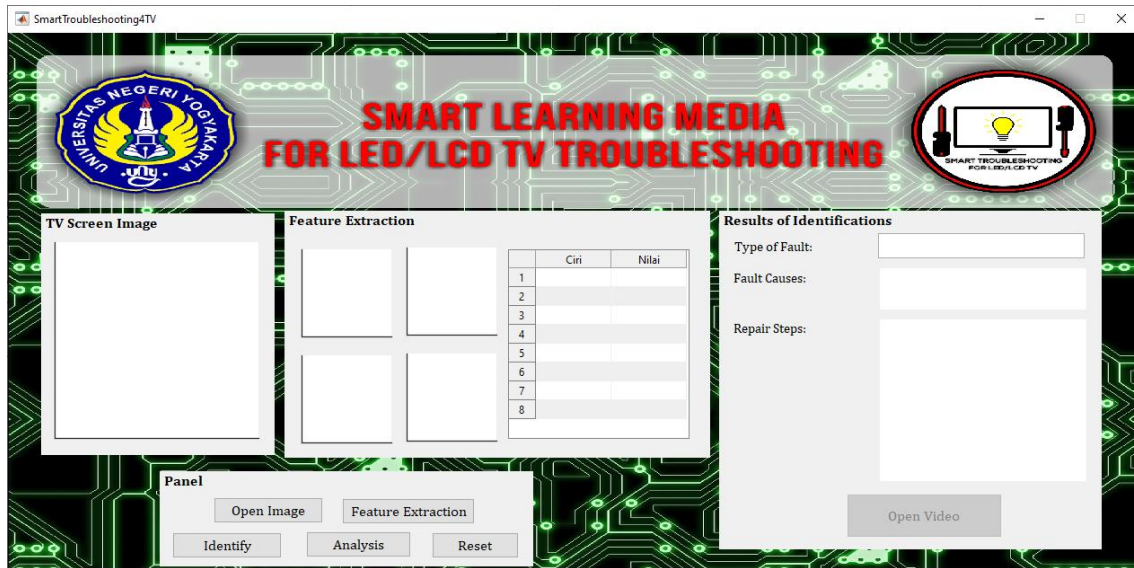 SmartTroubleshooting4TV
UNIVERSITAS NEGERI YOGYAKARTA
UNY
SMART LEARNING MEDIA
FOR LED/LCD TV TROUBLESHOOTING
SMART TROUBLESHOOTING
FOR LED/LCD TV
TV Screen Image
Feature Extraction
Ciri Nilai
1
2
3
4
5
6
7
8
Results of Identifications
Type of Fault:
Fault Causes:
Repair Steps:
Open Video
Panel
Open Image Feature Extraction
Identify Analysis Reset